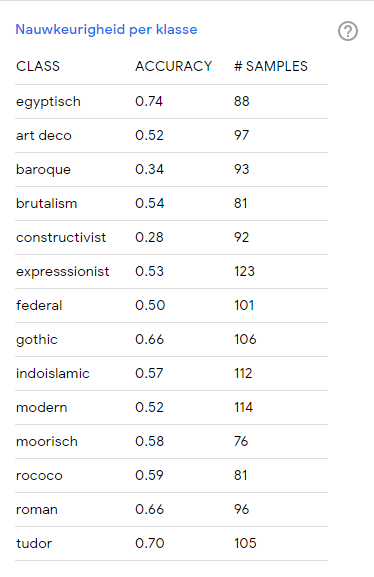 Nauwkeurigheid per klasse
CLASS ACCURACY # SAMPLES
egyptisch 0.74 88
art deco 0.52 97
baroque 0.34 93
brutalism 0.54 81
constructivist 0.28 92
expresssionist 0.53 123
federal 0.50 101
gothic 0.66 106
indoislamic 0.57 112
modern 0.52 114
moorisch 0.58 76
rococo 0.59 81
roman 0.66 96
tudor 0.70 105